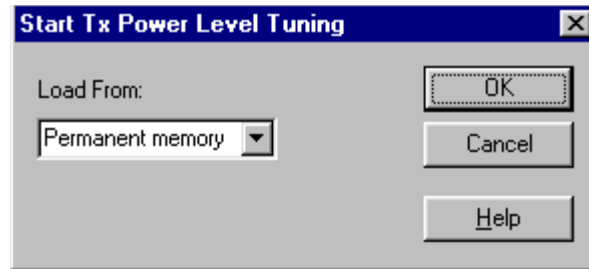 Start Tx Power Level Tuning
Load From:
Permanent memory
OK
Cancel
Help